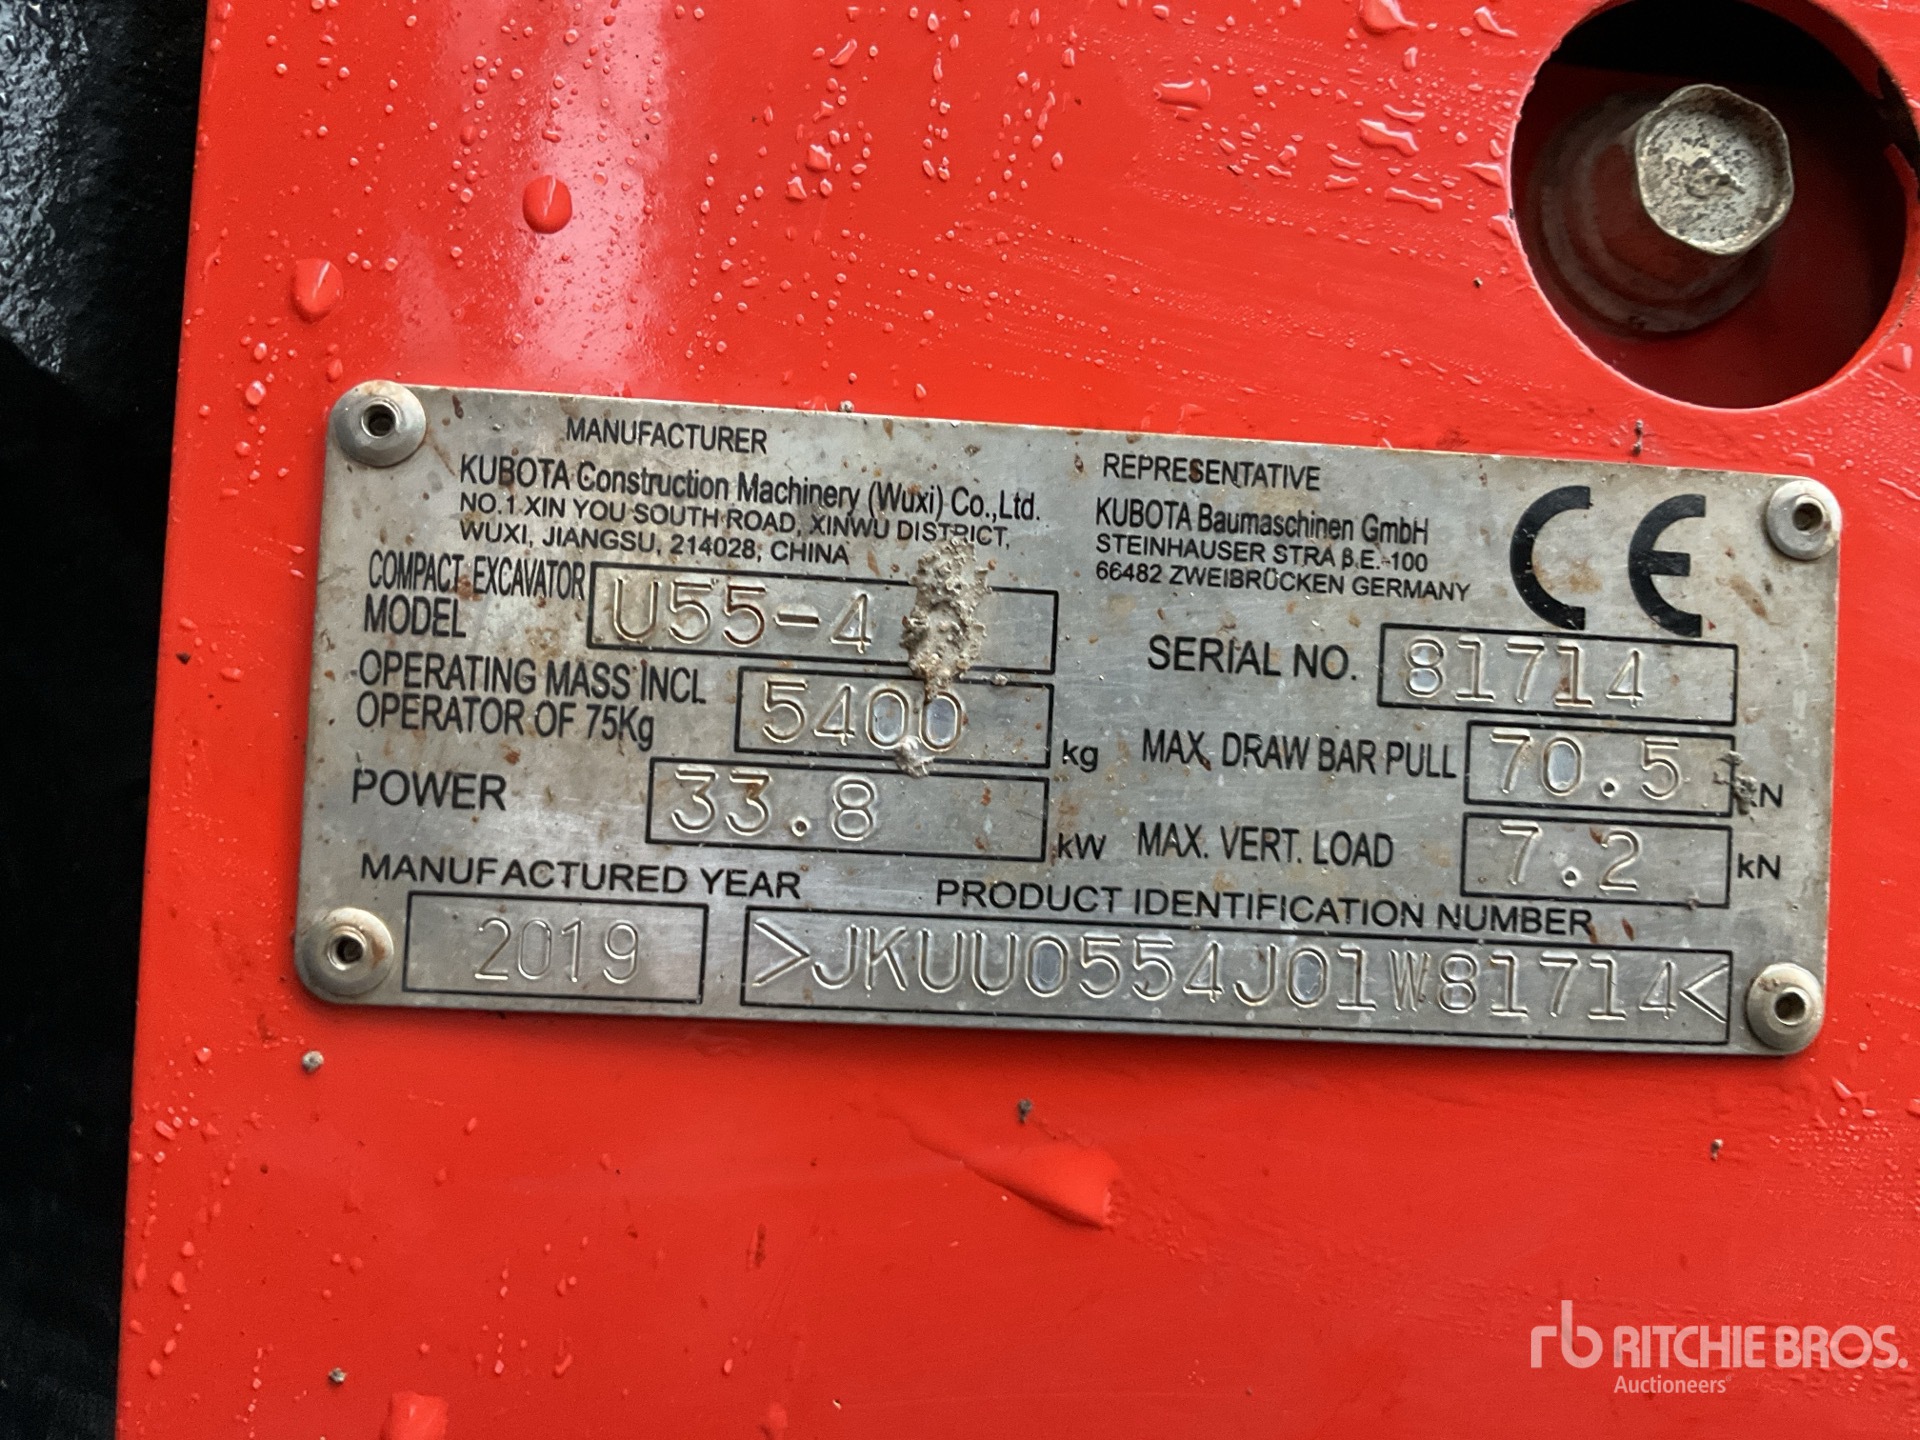 MANUFACTURER
KUBOTA Construction Machinery (Wuxi) Co.,Ltd.
NO.1 XIN YOU SOUTH ROAD, XINWU DISTRICT,
WUXI, JIANGSU, 214028, CHINA
REPRESENTATIVE
KUBOTA Baumaschinen GmbH
STEINHAUSER STRA β.E.-100
66482 ZWEIBRÜCKEN GERMANY
CE
COMPACT EXCAVATOR
MODEL U55-4
SERIAL NO. 81714
OPERATING MASS INCL
OPERATOR OF 75Kg 5400 kg
MAX. DRAW BAR PULL 70.5 kN
POWER 33.8 kW
MAX. VERT. LOAD 7.2 kN
MANUFACTURED YEAR
2019
PRODUCT IDENTIFICATION NUMBER
>JKUU0554J01W81714<
rb RITCHIE BROS.
Auctioneers